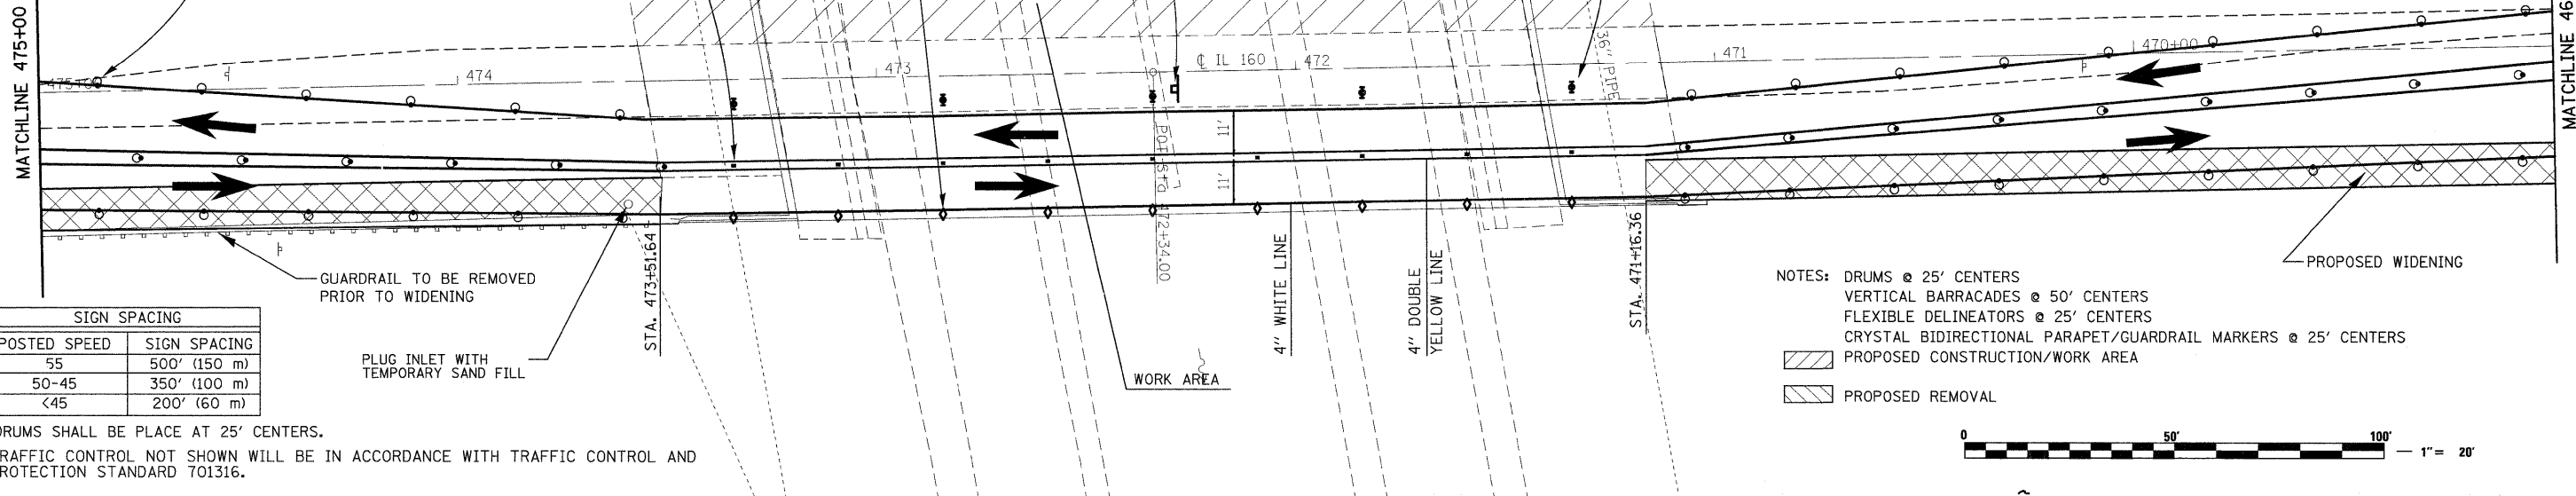 MATCHLINE 475+00
475+00
474
473
℄ IL 160
472
36" PIPE
471
470+00
MATCHLINE 46
11'
11'
472+34.00
GUARDRAIL TO BE REMOVED
PRIOR TO WIDENING
PLUG INLET WITH
TEMPORARY SAND FILL
STA. 473+51.64
WORK AREA
4" WHITE LINE
4" DOUBLE
YELLOW LINE
STA. 471+16.36
PROPOSED WIDENING
SIGN SPACING
POSTED SPEED SIGN SPACING
55 500' (150 m)
50-45 350' (100 m)
<45 200' (60 m)
DRUMS SHALL BE PLACE AT 25' CENTERS.
RAFFIC CONTROL NOT SHOWN WILL BE IN ACCORDANCE WITH TRAFFIC CONTROL AND
ROTECTION STANDARD 701316.
NOTES: DRUMS @ 25' CENTERS
VERTICAL BARRACADES @ 50' CENTERS
FLEXIBLE DELINEATORS @ 25' CENTERS
CRYSTAL BIDIRECTIONAL PARAPET/GUARDRAIL MARKERS @ 25' CENTERS
PROPOSED CONSTRUCTION/WORK AREA
PROPOSED REMOVAL
0 50' 100'
1"= 20'